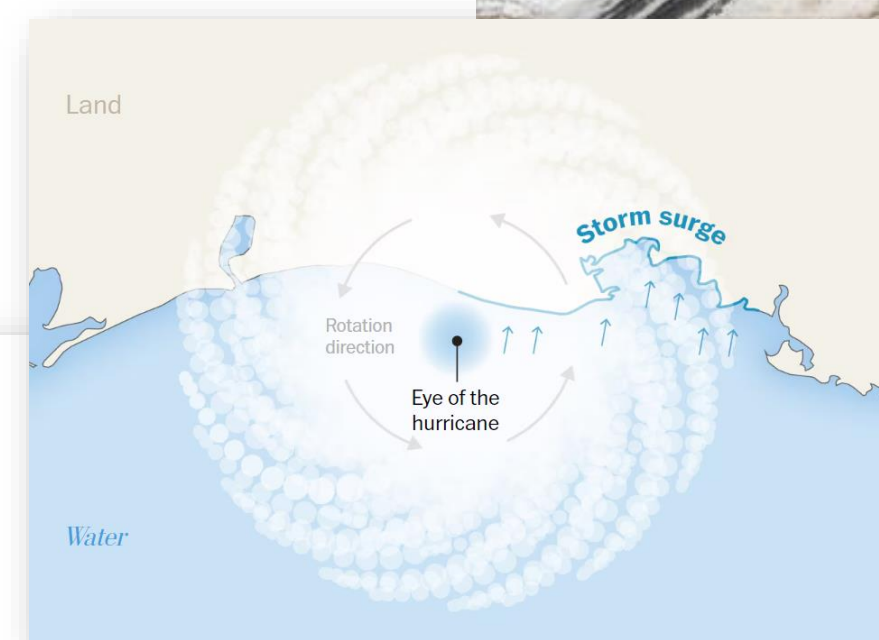 Land
Storm surge
Rotation
direction
Eye of the
hurricane
Water